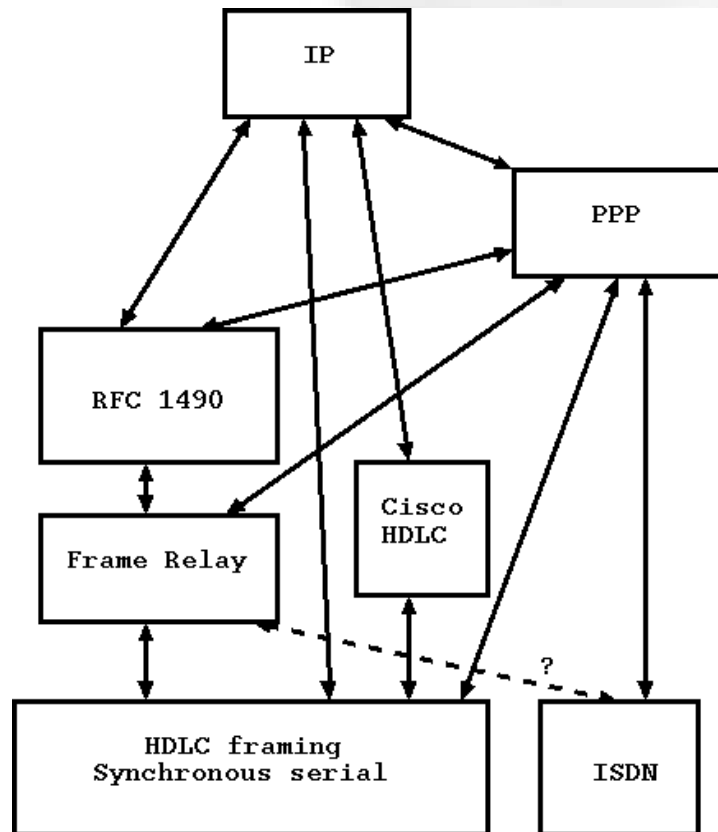 IP
PPP
RFC 1490
Cisco
HDLC
Frame Relay
?
HDLC framing
Synchronous serial
ISDN